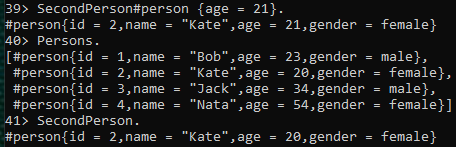 39> SecondPerson#person {age = 21}.
#person{id = 2,name = "Kate",age = 21,gender = female}
40> Persons.
[#person{id = 1,name = "Bob",age = 23,gender = male},
 #person{id = 2,name = "Kate",age = 20,gender = female},
 #person{id = 3,name = "Jack",age = 34,gender = male},
 #person{id = 4,name = "Nata",age = 54,gender = female}]
41> SecondPerson.
#person{id = 2,name = "Kate",age = 20,gender = female}